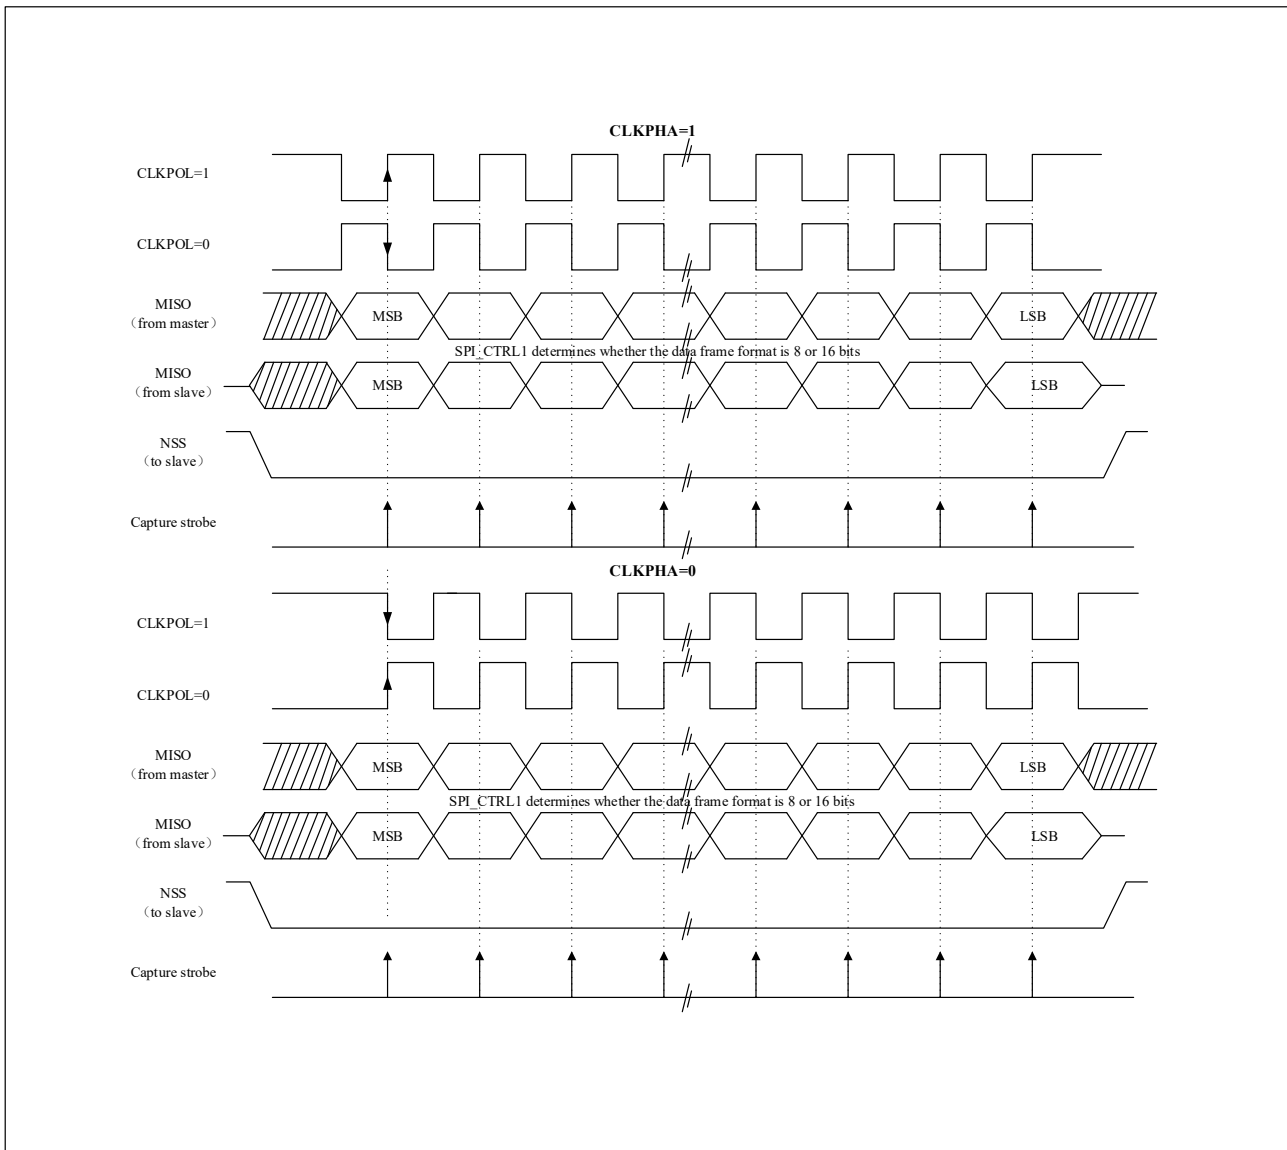 CLKPHA=1
CLKPOL=1
CLKPOL=0
MISO
（from master）
MSB
LSB
SPI_CTRL1 determines whether the data frame format is 8 or 16 bits
MISO
（from slave）
MSB
LSB
NSS
（to slave）
Capture strobe
CLKPHA=0
CLKPOL=1
CLKPOL=0
MISO
（from master）
MSB
LSB
SPI_CTRL1 determines whether the data frame format is 8 or 16 bits
MISO
（from slave）
MSB
LSB
NSS
（to slave）
Capture strobe